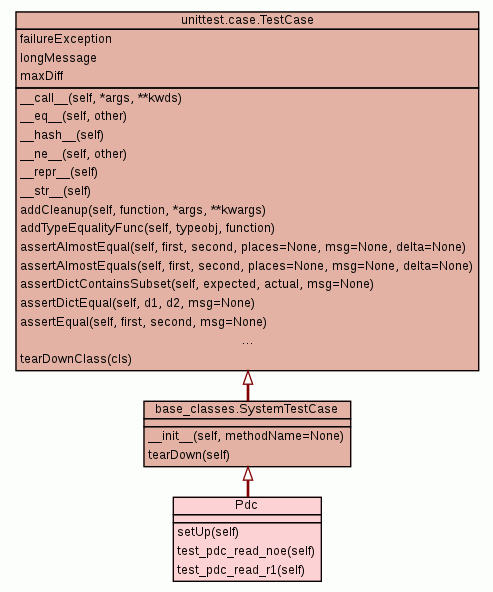 unittest.case.TestCase
failureException
longMessage
maxDiff
__call__(self, *args, **kwds)
__eq__(self, other)
__hash__(self)
__ne__(self, other)
__repr__(self)
__str__(self)
addCleanup(self, function, *args, **kwargs)
addTypeEqualityFunc(self, typeobj, function)
assertAlmostEqual(self, first, second, places=None, msg=None, delta=None)
assertAlmostEquals(self, first, second, places=None, msg=None, delta=None)
assertDictContainsSubset(self, expected, actual, msg=None)
assertDictEqual(self, d1, d2, msg=None)
assertEqual(self, first, second, msg=None)
...
tearDownClass(cls)
base_classes.SystemTestCase
__init__(self, methodName=None)
tearDown(self)
Pdc
setUp(self)
test_pdc_read_noe(self)
test_pdc_read_r1(self)